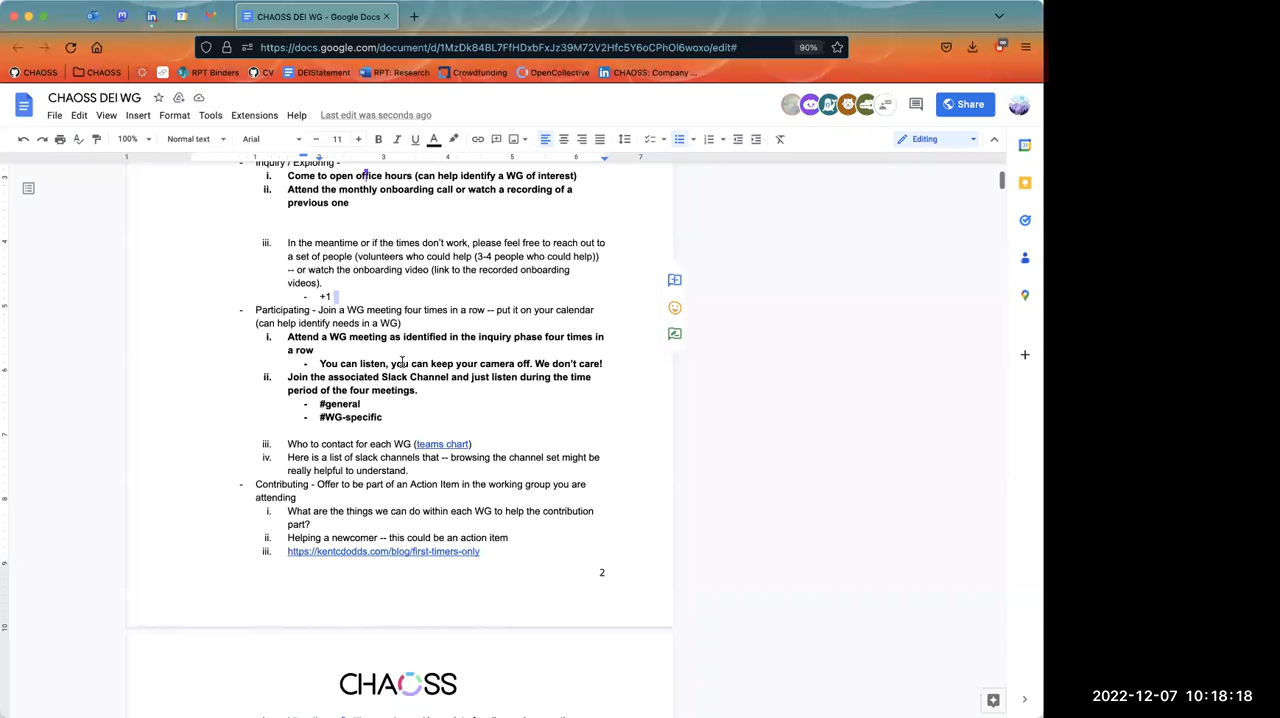 CHAOSS DEI WG - Google Docs
https://docs.google.com/document/d/1MzDk84BL7FfHDxbFxJz39M72V2Hfc5Y6oCPhOl6woxo/edit#
90%
CHAOSS
CHAOSS
RPT Binders
CV
DEIStatement
RPT: Research
Crowdfunding
OpenCollective
CHAOSS: Company ...
CHAOSS DEI WG
File Edit View Insert Format Tools Extensions Help Last edit was seconds ago
Share
100% Normal text Arial 11 Editing
1 1 2 3 4 5 6 7
Inquiry / Exploring -
i. Come to open office hours (can help identify a WG of interest)
ii. Attend the monthly onboarding call or watch a recording of a
previous one
iii. In the meantime or if the times don't work, please feel free to reach out to
a set of people (volunteers who could help (3-4 people who could help))
-- or watch the onboarding video (link to the recorded onboarding
videos).
- +1
- Participating - Join a WG meeting four times in a row -- put it on your calendar
(can help identify needs in a WG)
i. Attend a WG meeting as identified in the inquiry phase four times in
a row
- You can listen, you can keep your camera off. We don't care!
ii. Join the associated Slack Channel and just listen during the time
period of the four meetings.
- #general
- #WG-specific
iii. Who to contact for each WG (teams chart)
iv. Here is a list of slack channels that -- browsing the channel set might be
really helpful to understand.
- Contributing - Offer to be part of an Action Item in the working group you are
attending
i. What are the things we can do within each WG to help the contribution
part?
ii. Helping a newcomer -- this could be an action item
iii. https://kentcdodds.com/blog/first-timers-only
2
CHAOSS
2022-12-07 10:18:18